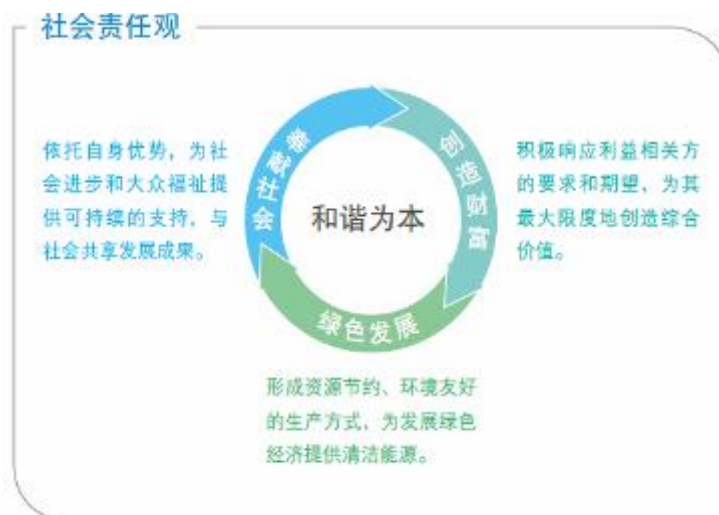 社会责任观
奉献社会
依托自身优势，为社
会进步和大众福祉提
供可持续的支持，与
社会共享发展成果。
和谐为本
创造价值
积极响应利益相关方
的要求和期望，为其
最大限度地创造综合
价值。
绿色发展
形成资源节约、环境友好
的生产方式，为发展绿色
经济提供清洁能源。